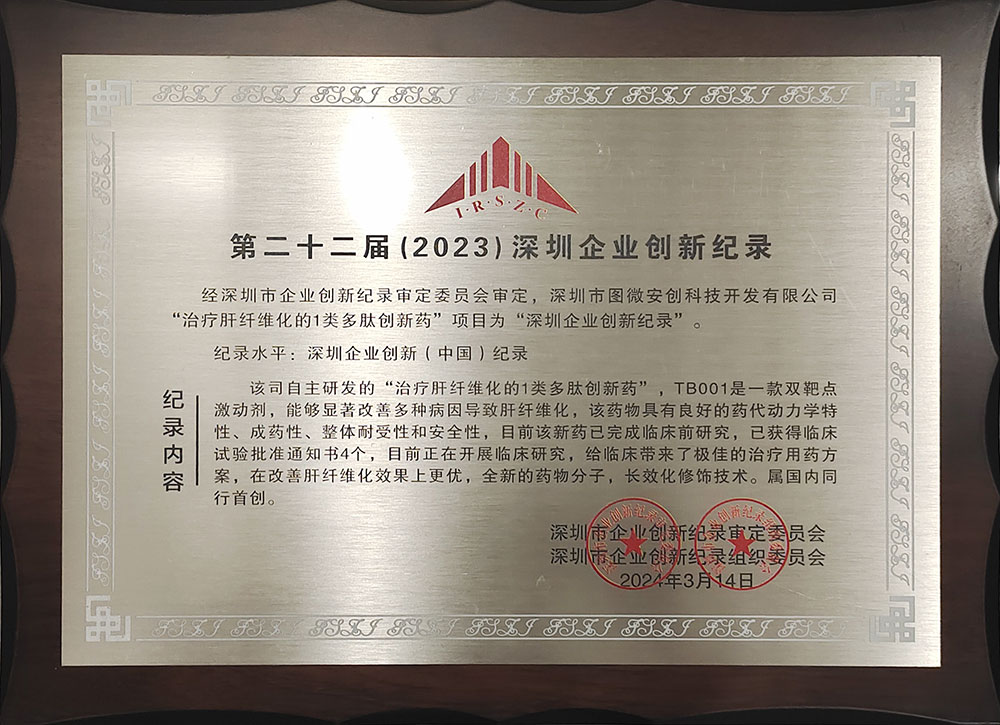 I·R·S·Z·C
第二十二届(2023)深圳企业创新纪录
经深圳市企业创新纪录审定委员会审定，深圳市图微安创科技开发有限公司
“治疗肝纤维化的1类多肽创新药”项目为“深圳企业创新纪录”。
纪录水平：深圳企业创新（中国）纪录
纪录内容
该司自主研发的“治疗肝纤维化的1类多肽创新药”，TB001是一款双靶点
激动剂，能够显著改善多种病因导致肝纤维化，该药物具有良好的药代动力学特
性、成药性、整体耐受性和安全性，目前该新药已完成临床前研究，已获得临床
试验批准通知书4个，目前正在开展临床研究，给临床带来了极佳的治疗用药方
案，在改善肝纤维化效果上更优，全新的药物分子，长效化修饰技术。属国内同
行首创。
深圳市企业创新纪录审定委员会
深圳市企业创新纪录组织委员会
2024年3月14日